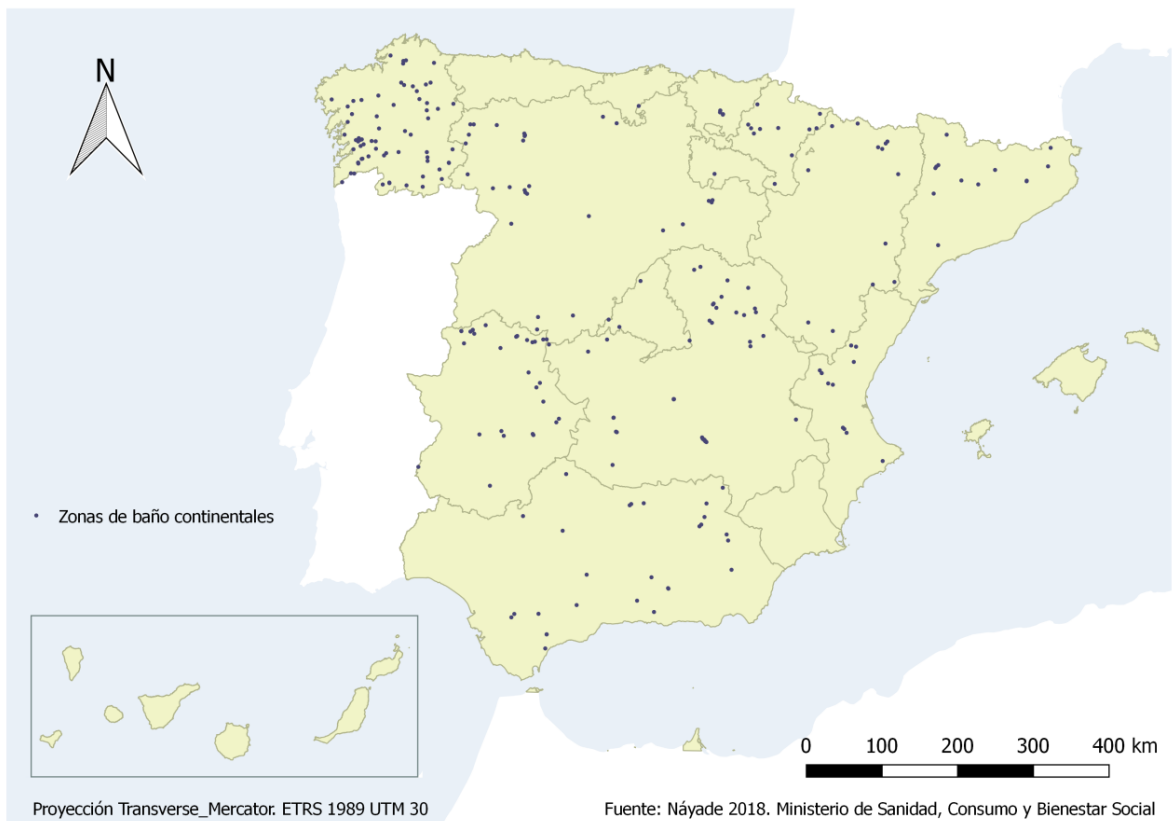 N
Zonas de baño continentales
0 100 200 300 400 km
Proyección Transverse_Mercator. ETRS 1989 UTM 30
Fuente: Náyade 2018. Ministerio de Sanidad, Consumo y Bienestar Social